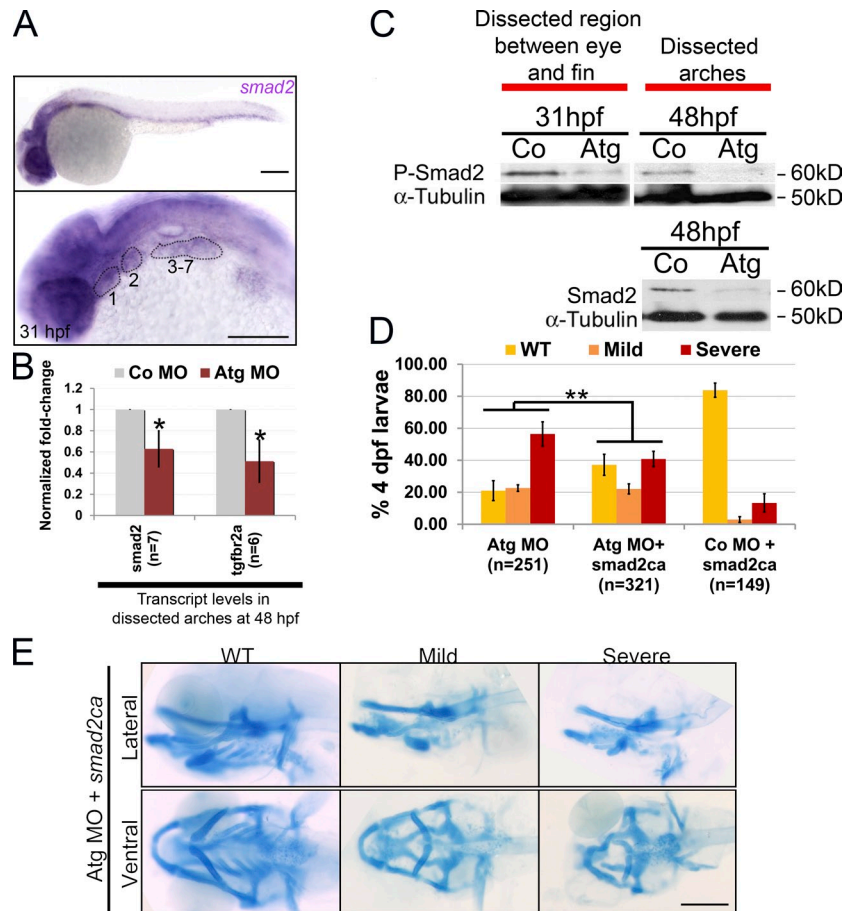 A
smad2
1
2
3-7
31 hpf
B
Co MO
Atg MO
Normalized fold-change
1.2
1
0.8
0.6
0.4
0.2
0
*
*
smad2
(n=7)
tgfbr2a
(n=6)
Transcript levels in
dissected arches at 48 hpf
C
Dissected region
between eye
and fin
Dissected
arches
31hpf
48hpf
Co
Atg
Co
Atg
P-Smad2
- 60kD
α-Tubulin
- 50kD
48hpf
Co
Atg
Smad2
- 60kD
α-Tubulin
- 50kD
D
WT
Mild
Severe
% 4 dpf larvae
100.00
80.00
60.00
40.00
20.00
0.00
**
Atg MO
(n=251)
Atg MO+
smad2ca
(n=321)
Co MO +
smad2ca
(n=149)
E
WT
Mild
Severe
Atg MO + smad2ca
Lateral
Ventral